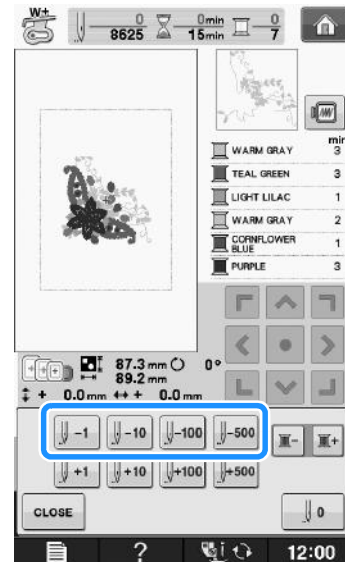 W+
0 0min 0
8625 15min 7
min
WARM GRAY 3
TEAL GREEN 3
LIGHT LILAC 1
WARM GRAY 2
CORNFLOWER BLUE 1
PURPLE 3
87.3 mm 0°
89.2 mm
+ 0.0 mm + 0.0 mm
-1 -10 -100 -500
+1 +10 +100 +500
CLOSE 0
? 12:00